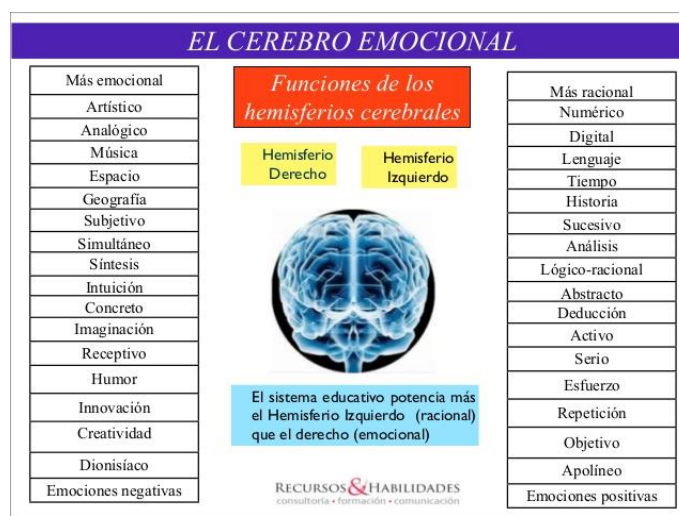 EL CEREBRO EMOCIONAL
Más emocional
Artístico
Analógico
Música
Espacio
Geografía
Subjetivo
Simultáneo
Síntesis
Intuición
Concreto
Imaginación
Receptivo
Humor
Innovación
Creatividad
Dionisíaco
Emociones negativas
Funciones de los
hemisferios cerebrales
Hemisferio
Derecho
Hemisferio
Izquierdo
El sistema educativo potencia más
el Hemisferio Izquierdo (racional)
que el derecho (emocional)
RECURSOS&HABILIDADES
consultoría • formación • comunicación
Más racional
Numérico
Digital
Lenguaje
Tiempo
Historia
Sucesivo
Análisis
Lógico-racional
Abstracto
Deducción
Activo
Serio
Esfuerzo
Repetición
Objetivo
Apolíneo
Emociones positivas